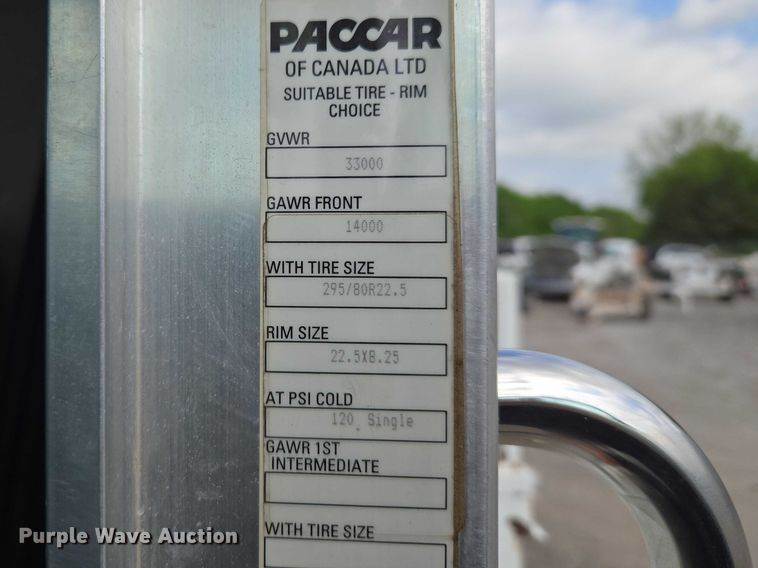 PACCAR
OF CANADA LTD
SUITABLE TIRE - RIM
CHOICE
GVWR
33000
GAWR FRONT
14000
WITH TIRE SIZE
295/80R22.5
RIM SIZE
22.5X8.25
AT PSI COLD
120, Single
GAWR 1ST
INTERMEDIATE
WITH TIRE SIZE
Purple Wave Auction